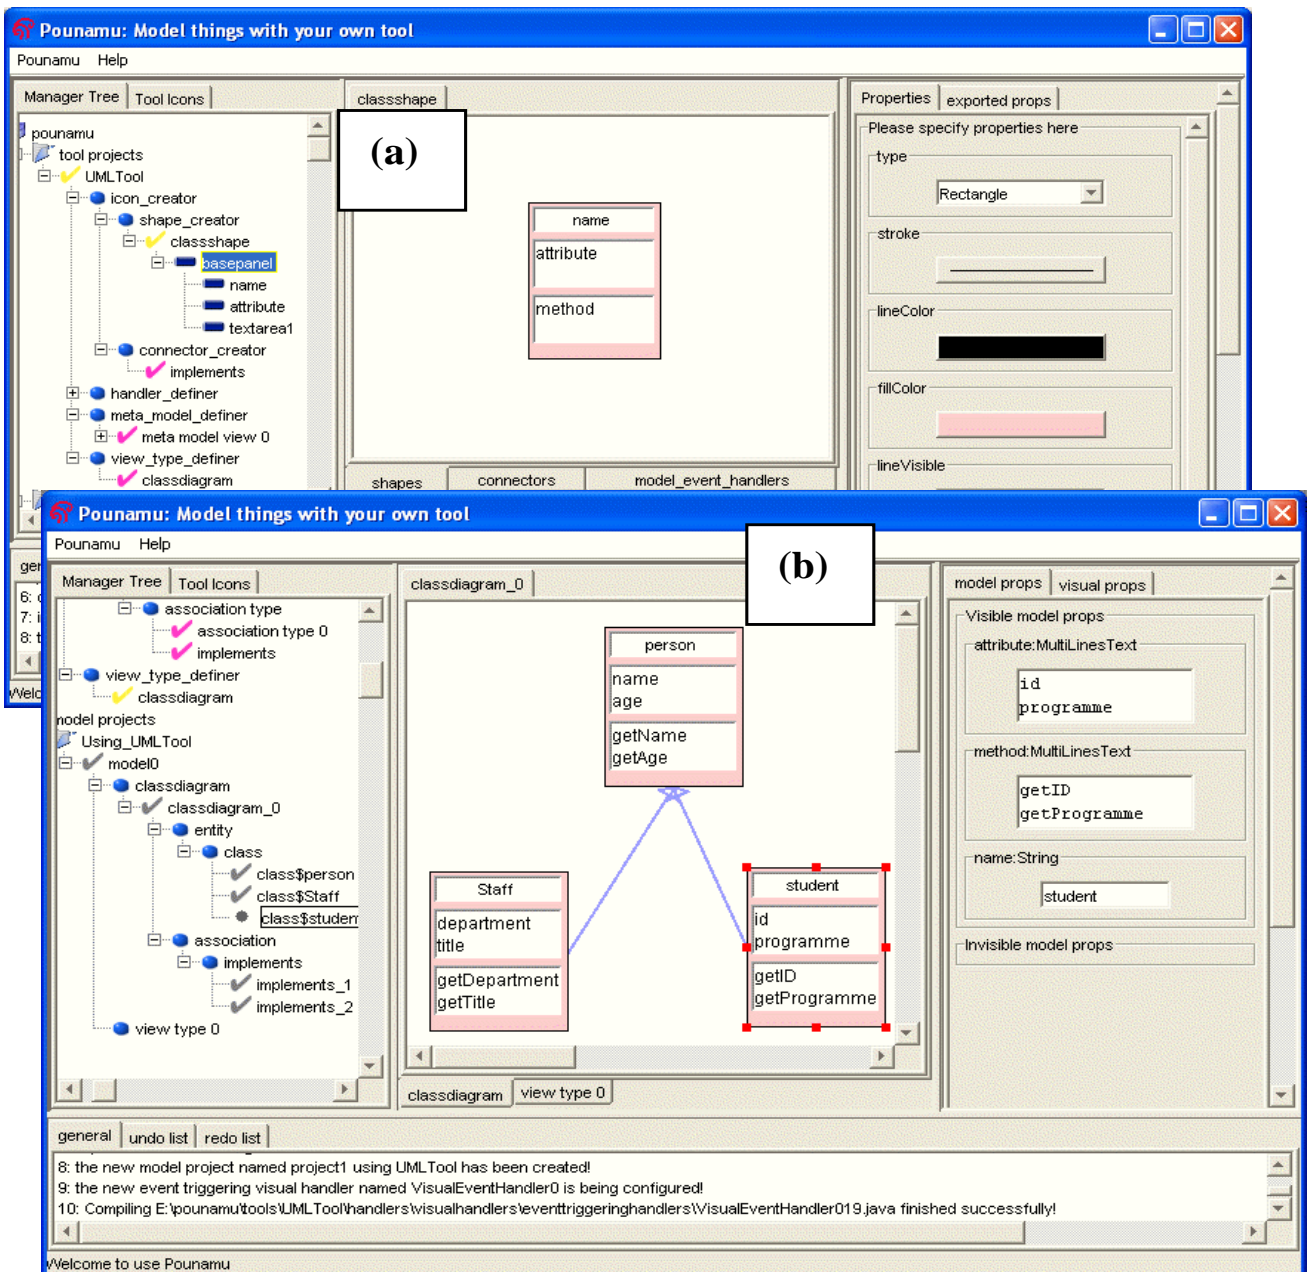 Pounamu: Model things with your own tool
Pounamu Help
Manager Tree Tool Icons
pounamu
tool projects
UMLTool
icon_creator
shape_creator
classshape
basepanel
name
attribute
textarea1
connector_creator
implements
handler_definer
meta_model_definer
meta model view 0
view_type_definer
classdiagram
classshape
(a)
name
attribute
method
shapes connectors model_event_handlers
Properties exported props
Please specify properties here
type
Rectangle
stroke
lineColor
fillColor
lineVisible
6:
7: i
8: t
Pounamu: Model things with your own tool
Pounamu Help
(b)
Manager Tree Tool Icons
association type
association type 0
implements
view_type_definer
classdiagram
model projects
Using_UMLTool
model0
classdiagram
classdiagram_0
entity
class
class$person
class$Staff
class$studen
association
implements
implements_1
implements_2
view type 0
classdiagram_0
person
name
age
getName
getAge
Staff
department
title
getDepartment
getTitle
student
id
programme
getID
getProgramme
classdiagram view type 0
model props visual props
Visible model props
attribute:MultiLinesText
id
programme
method:MultiLinesText
getID
getProgramme
name:String
student
Invisible model props
general undo list redo list
8: the new model project named project1 using UMLTool has been created!
9: the new event triggering visual handler named VisualEventHandler0 is being configured!
10: Compiling E:\pounamu\tools\UMLTool\handlers\visualhandlers\eventtriggeringhandlers\VisualEventHandler019.java finished successfully!
Welcome to use Pounamu